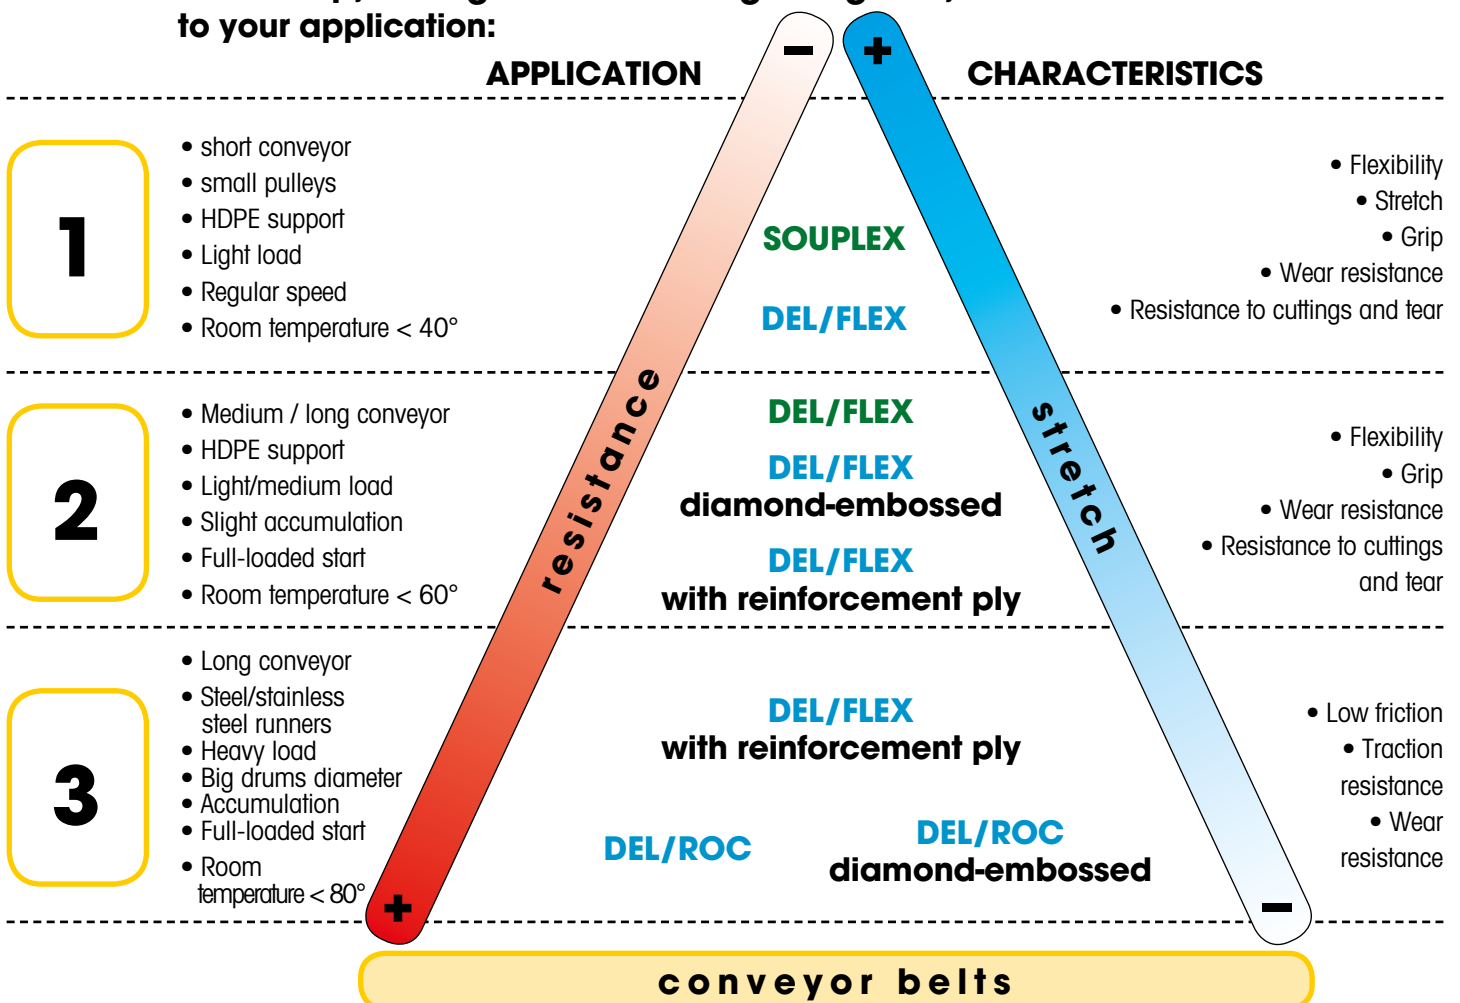 to your application:
APPLICATION
CHARACTERISTICS
− +
1
• short conveyor
• small pulleys
• HDPE support
• Light load
• Regular speed
• Room temperature < 40°
SOUPLEX
DEL/FLEX
• Flexibility
• Stretch
• Grip
• Wear resistance
• Resistance to cuttings and tear
resistance
stretch
2
• Medium / long conveyor
• HDPE support
• Light/medium load
• Slight accumulation
• Full-loaded start
• Room temperature < 60°
DEL/FLEX
DEL/FLEX
diamond-embossed
DEL/FLEX
with reinforcement ply
• Flexibility
• Grip
• Wear resistance
• Resistance to cuttings
and tear
3
• Long conveyor
• Steel/stainless
steel runners
• Heavy load
• Big drums diameter
• Accumulation
• Full-loaded start
• Room
temperature < 80°
DEL/FLEX
with reinforcement ply
DEL/ROC
DEL/ROC
diamond-embossed
• Low friction
• Traction
resistance
• Wear
resistance
+ −
conveyor belts